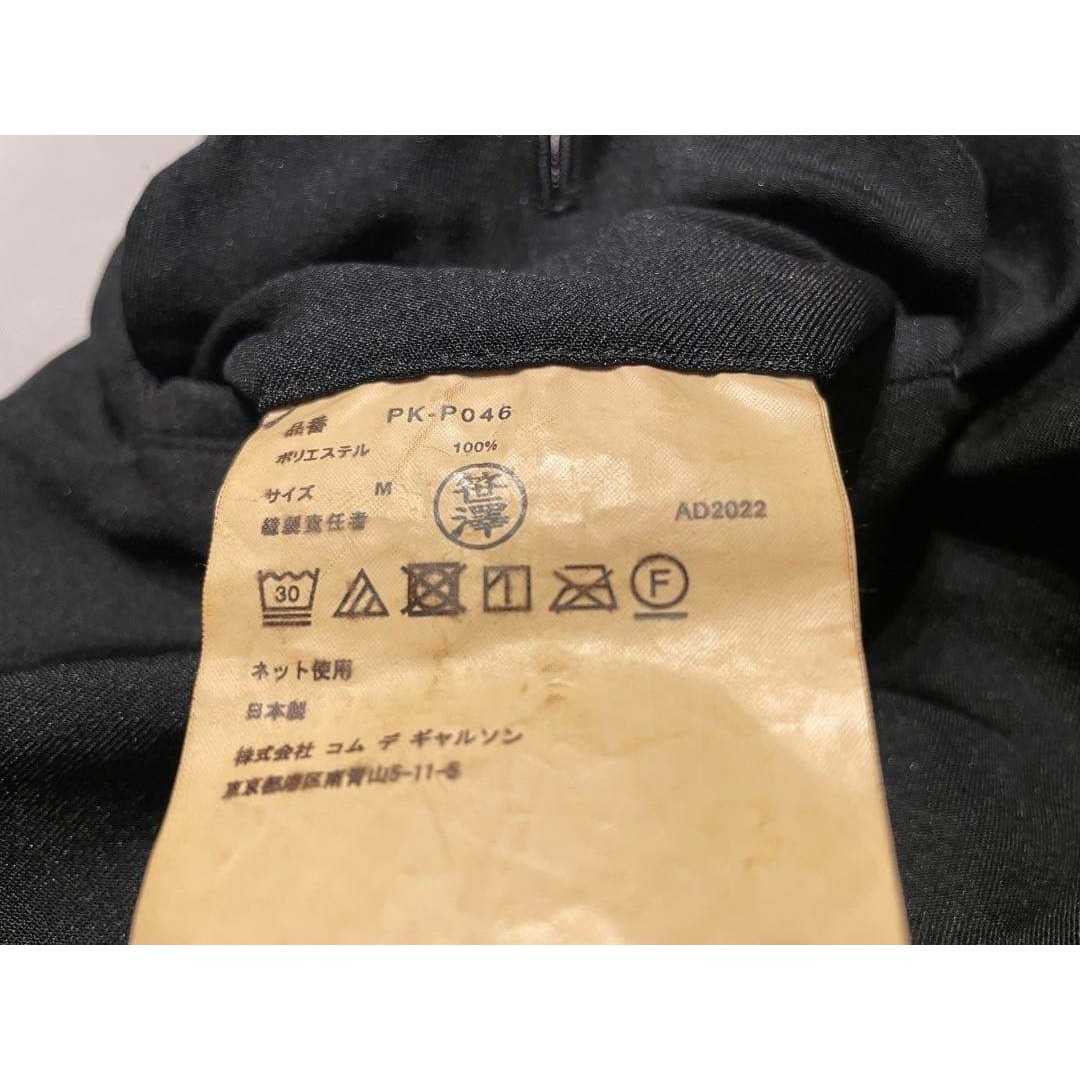 品番 PK-P046
ポリエステル 100%
サイズ M
縫製責任者 笹澤 AD2022
30 F
ネット使用
日本製
株式会社 コム デ ギャルソン
東京都港区南青山5-11-5